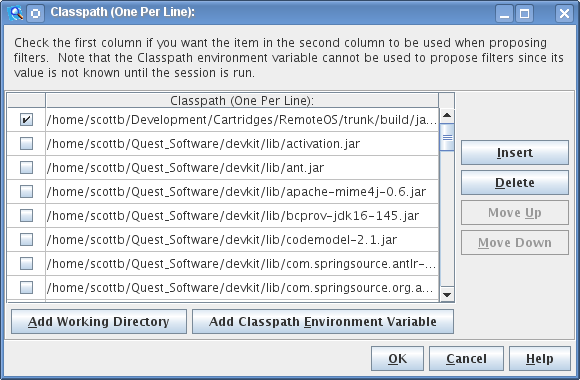 Classpath (One Per Line):
Check the first column if you want the item in the second column to be used when proposing
filters. Note that the Classpath environment variable cannot be used to propose filters since its
value is not known until the session is run.
Classpath (One Per Line):
/home/scottb/Development/Cartridges/RemoteOS/trunk/build/ja...
/home/scottb/Quest_Software/devkit/lib/activation.jar
/home/scottb/Quest_Software/devkit/lib/ant.jar
/home/scottb/Quest_Software/devkit/lib/apache-mime4j-0.6.jar
/home/scottb/Quest_Software/devkit/lib/bcprov-jdk16-145.jar
/home/scottb/Quest_Software/devkit/lib/codemodel-2.1.jar
/home/scottb/Quest_Software/devkit/lib/com.springsource.antlr-...
/home/scottb/Quest_Software/devkit/lib/com.springsource.org.a...
Insert
Delete
Move Up
Move Down
Add Working Directory
Add Classpath Environment Variable
OK
Cancel
Help